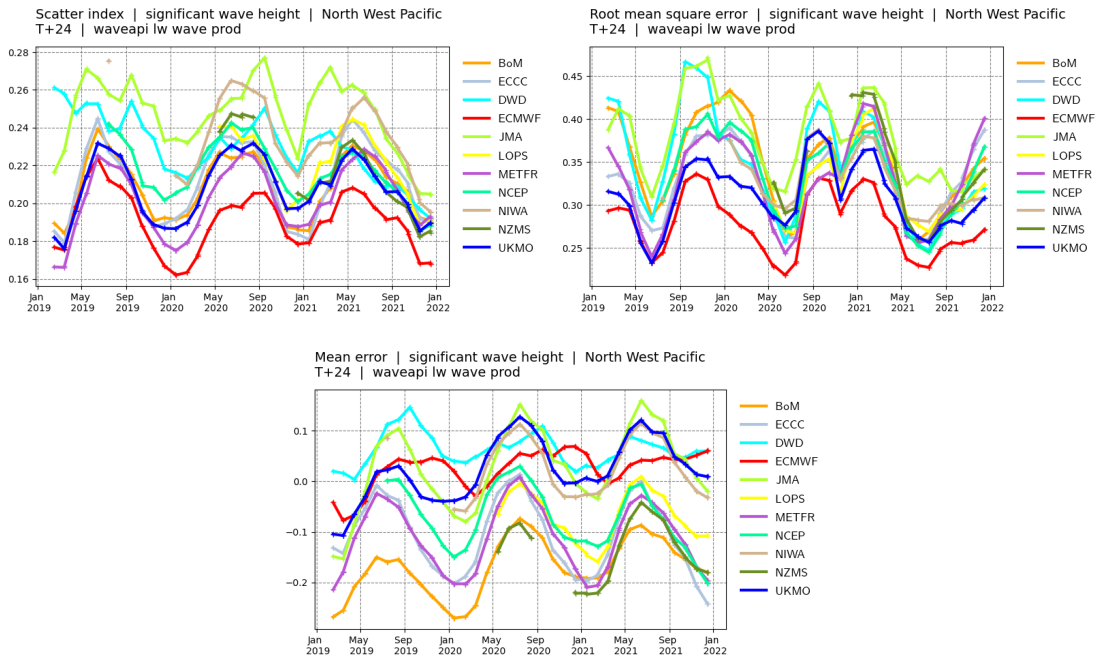 Scatter index | significant wave height | North West Pacific
T+24 | waveapi lw wave prod
0.28
0.26
0.24
0.22
0.20
0.18
0.16
Jan 2019
May 2019
Sep 2019
Jan 2020
May 2020
Sep 2020
Jan 2021
May 2021
Sep 2021
Jan 2022
BoM
ECCC
DWD
ECMWF
JMA
LOPS
METFR
NCEP
NIWA
NZMS
UKMO
Root mean square error | significant wave height | North West Pacific
T+24 | waveapi lw wave prod
0.45
0.40
0.35
0.30
0.25
Jan 2019
May 2019
Sep 2019
Jan 2020
May 2020
Sep 2020
Jan 2021
May 2021
Sep 2021
Jan 2022
BoM
ECCC
DWD
ECMWF
JMA
LOPS
METFR
NCEP
NIWA
NZMS
UKMO
Mean error | significant wave height | North West Pacific
T+24 | waveapi lw wave prod
0.1
0.0
−0.1
−0.2
Jan 2019
May 2019
Sep 2019
Jan 2020
May 2020
Sep 2020
Jan 2021
May 2021
Sep 2021
Jan 2022
BoM
ECCC
DWD
ECMWF
JMA
LOPS
METFR
NCEP
NIWA
NZMS
UKMO